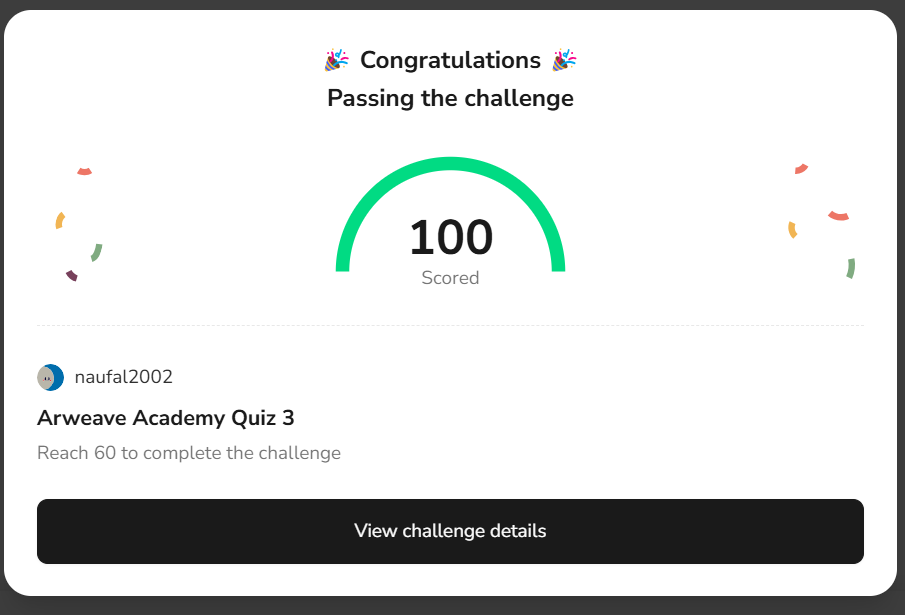 🎉 Congratulations 🎉
Passing the challenge
100
Scored
naufal2002
Arweave Academy Quiz 3
Reach 60 to complete the challenge
View challenge details